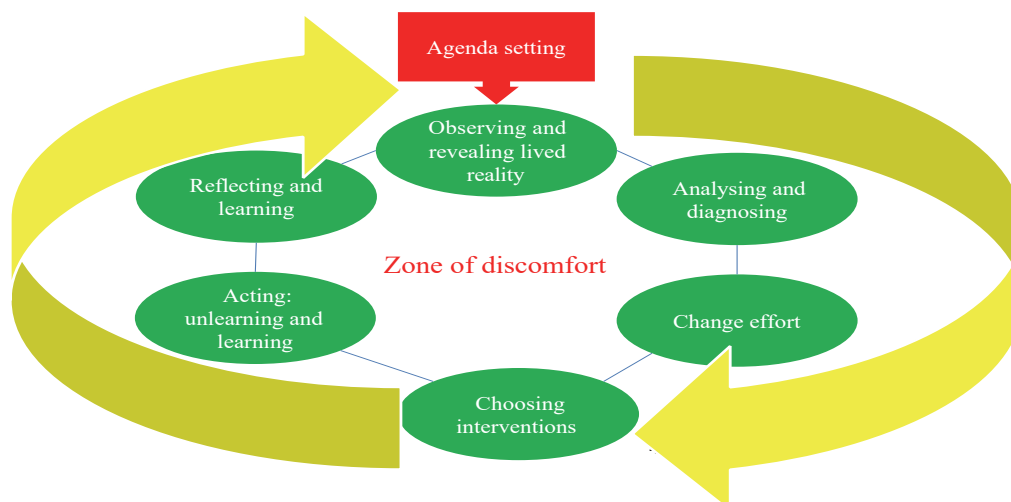 Agenda setting
Observing and
revealing lived
reality
Analysing and
diagnosing
Change effort
Choosing
interventions
Acting:
unlearning and
learning
Reflecting and
learning
Zone of discomfort